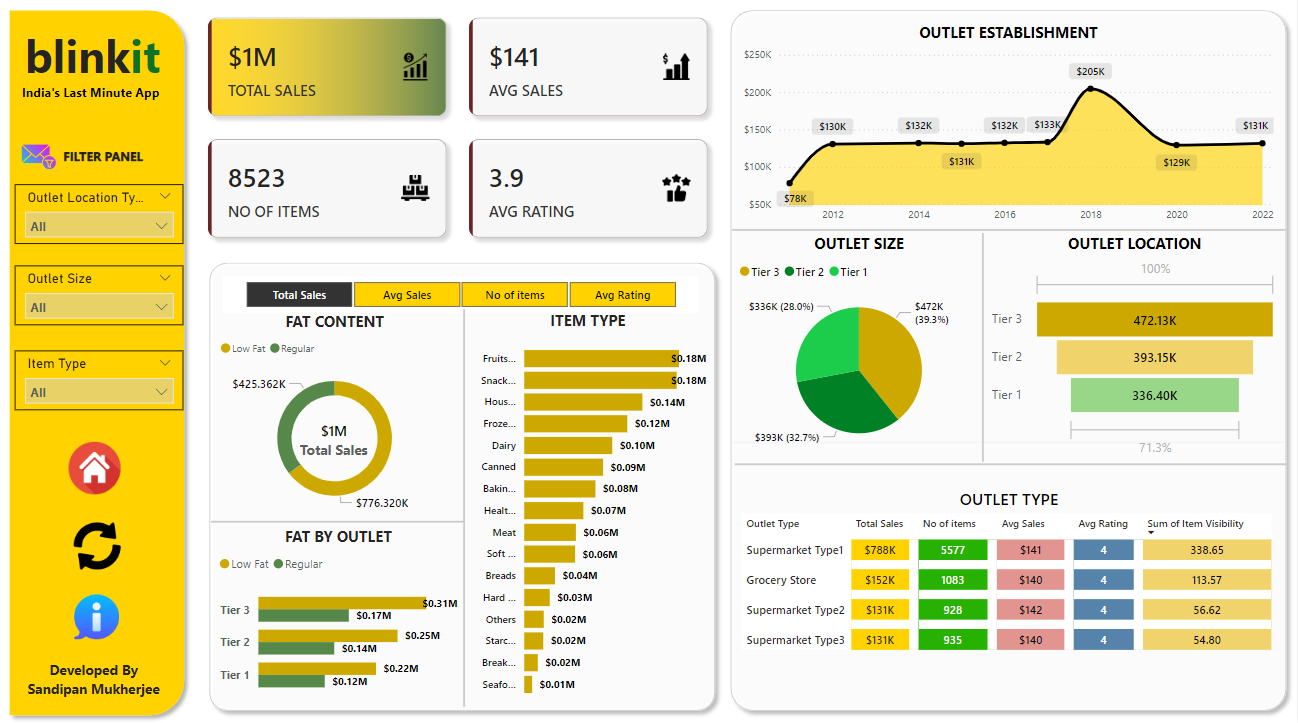 blinkit
India's Last Minute App
FILTER PANEL
Outlet Location Ty...
All
Outlet Size
All
Item Type
All
Developed By
Sandipan Mukherjee
$1M
TOTAL SALES
$141
AVG SALES
8523
NO OF ITEMS
3.9
AVG RATING
Total Sales
Avg Sales
No of items
Avg Rating
FAT CONTENT
Low Fat
Regular
$425.362K
$1M
Total Sales
$776.320K
FAT BY OUTLET
Low Fat
Regular
Tier 3
$0.31M
$0.17M
Tier 2
$0.25M
$0.14M
Tier 1
$0.22M
$0.12M
ITEM TYPE
Fruits... $0.18M
Snack... $0.18M
Hous... $0.14M
Froze... $0.12M
Dairy $0.10M
Canned $0.09M
Bakin... $0.08M
Healt... $0.07M
Meat $0.06M
Soft ... $0.06M
Breads $0.04M
Hard ... $0.03M
Others $0.02M
Starc... $0.02M
Break... $0.02M
Seafo... $0.01M
OUTLET ESTABLISHMENT
$250K
$200K
$150K
$100K
$50K
$78K
$130K
$132K
$131K
$132K
$133K
$205K
$129K
$131K
2012 2014 2016 2018 2020 2022
OUTLET SIZE
Tier 3 Tier 2 Tier 1
$336K (28.0%)
$472K
(39.3%)
$393K (32.7%)
OUTLET LOCATION
100%
Tier 3 472.13K
Tier 2 393.15K
Tier 1 336.40K
71.3%
OUTLET TYPE
Outlet Type Total Sales No of items Avg Sales Avg Rating Sum of Item Visibility
Supermarket Type1 $788K 5577 $141 4 338.65
Grocery Store $152K 1083 $140 4 113.57
Supermarket Type2 $131K 928 $142 4 56.62
Supermarket Type3 $131K 935 $140 4 54.80